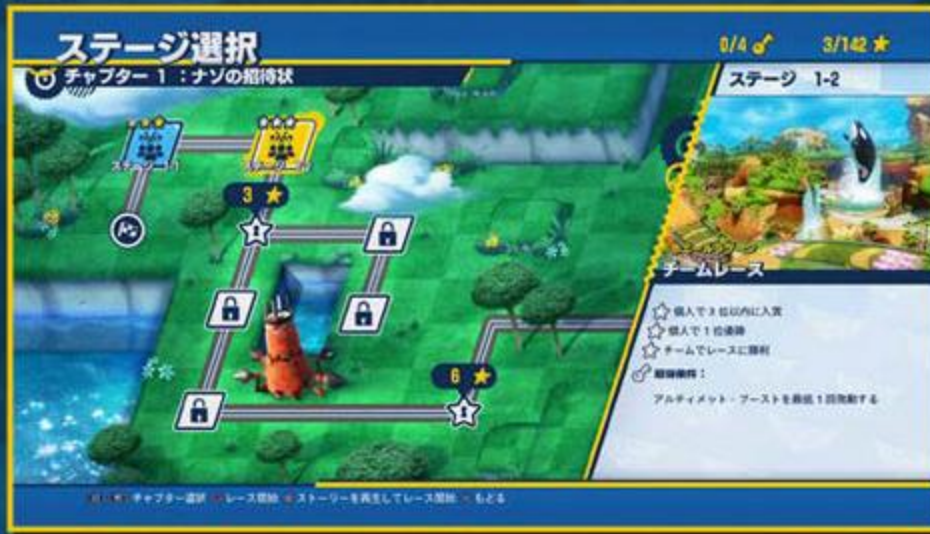 ステージ選択
0/4
3/142
チャプター 1 ：ナゾの招待状
ステージ 1-2
3
6
チームレース
個人で 3 位以内に入賞
個人で 1 位優勝
チームでレースに勝利
アルティメット・ブーストを最低 1 回発動する
チャプター選択 レース開始 ストーリーを再生してレース開始 もどる